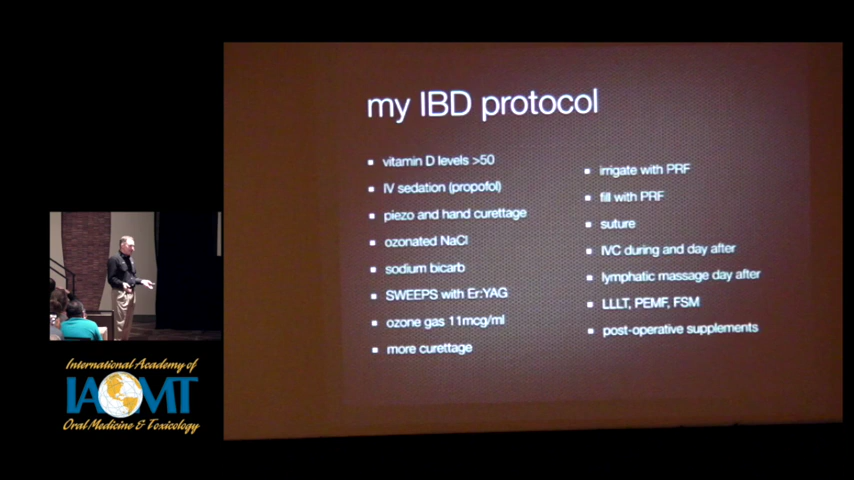 my IBD protocol
vitamin D levels >50
IV sedation (propofol)
piezo and hand curettage
ozonated NaCl
sodium bicarb
SWEEPS with Er:YAG
ozone gas 11mcg/ml
more curettage
irrigate with PRF
fill with PRF
suture
IVC during and day after
lymphatic massage day after
LLLT, PEMF, FSM
post-operative supplements
International Academy of
IAOMT
Oral Medicine & Toxicology